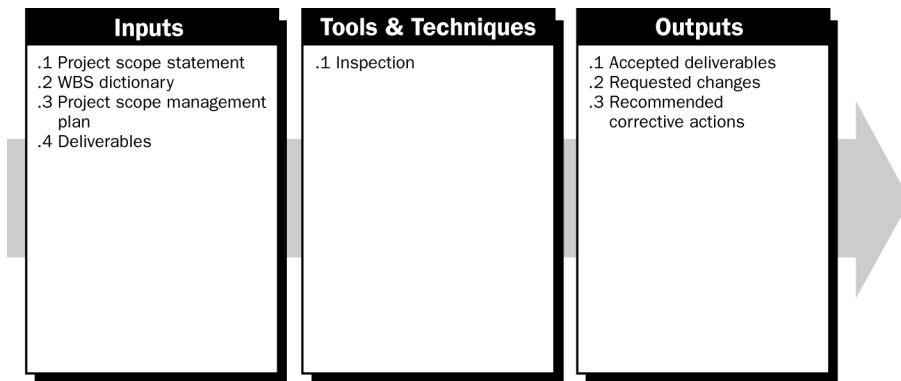 Inputs
.1 Project scope statement
.2 WBS dictionary
.3 Project scope management
plan
.4 Deliverables
Tools & Techniques
.1 Inspection
Outputs
.1 Accepted deliverables
.2 Requested changes
.3 Recommended
corrective actions